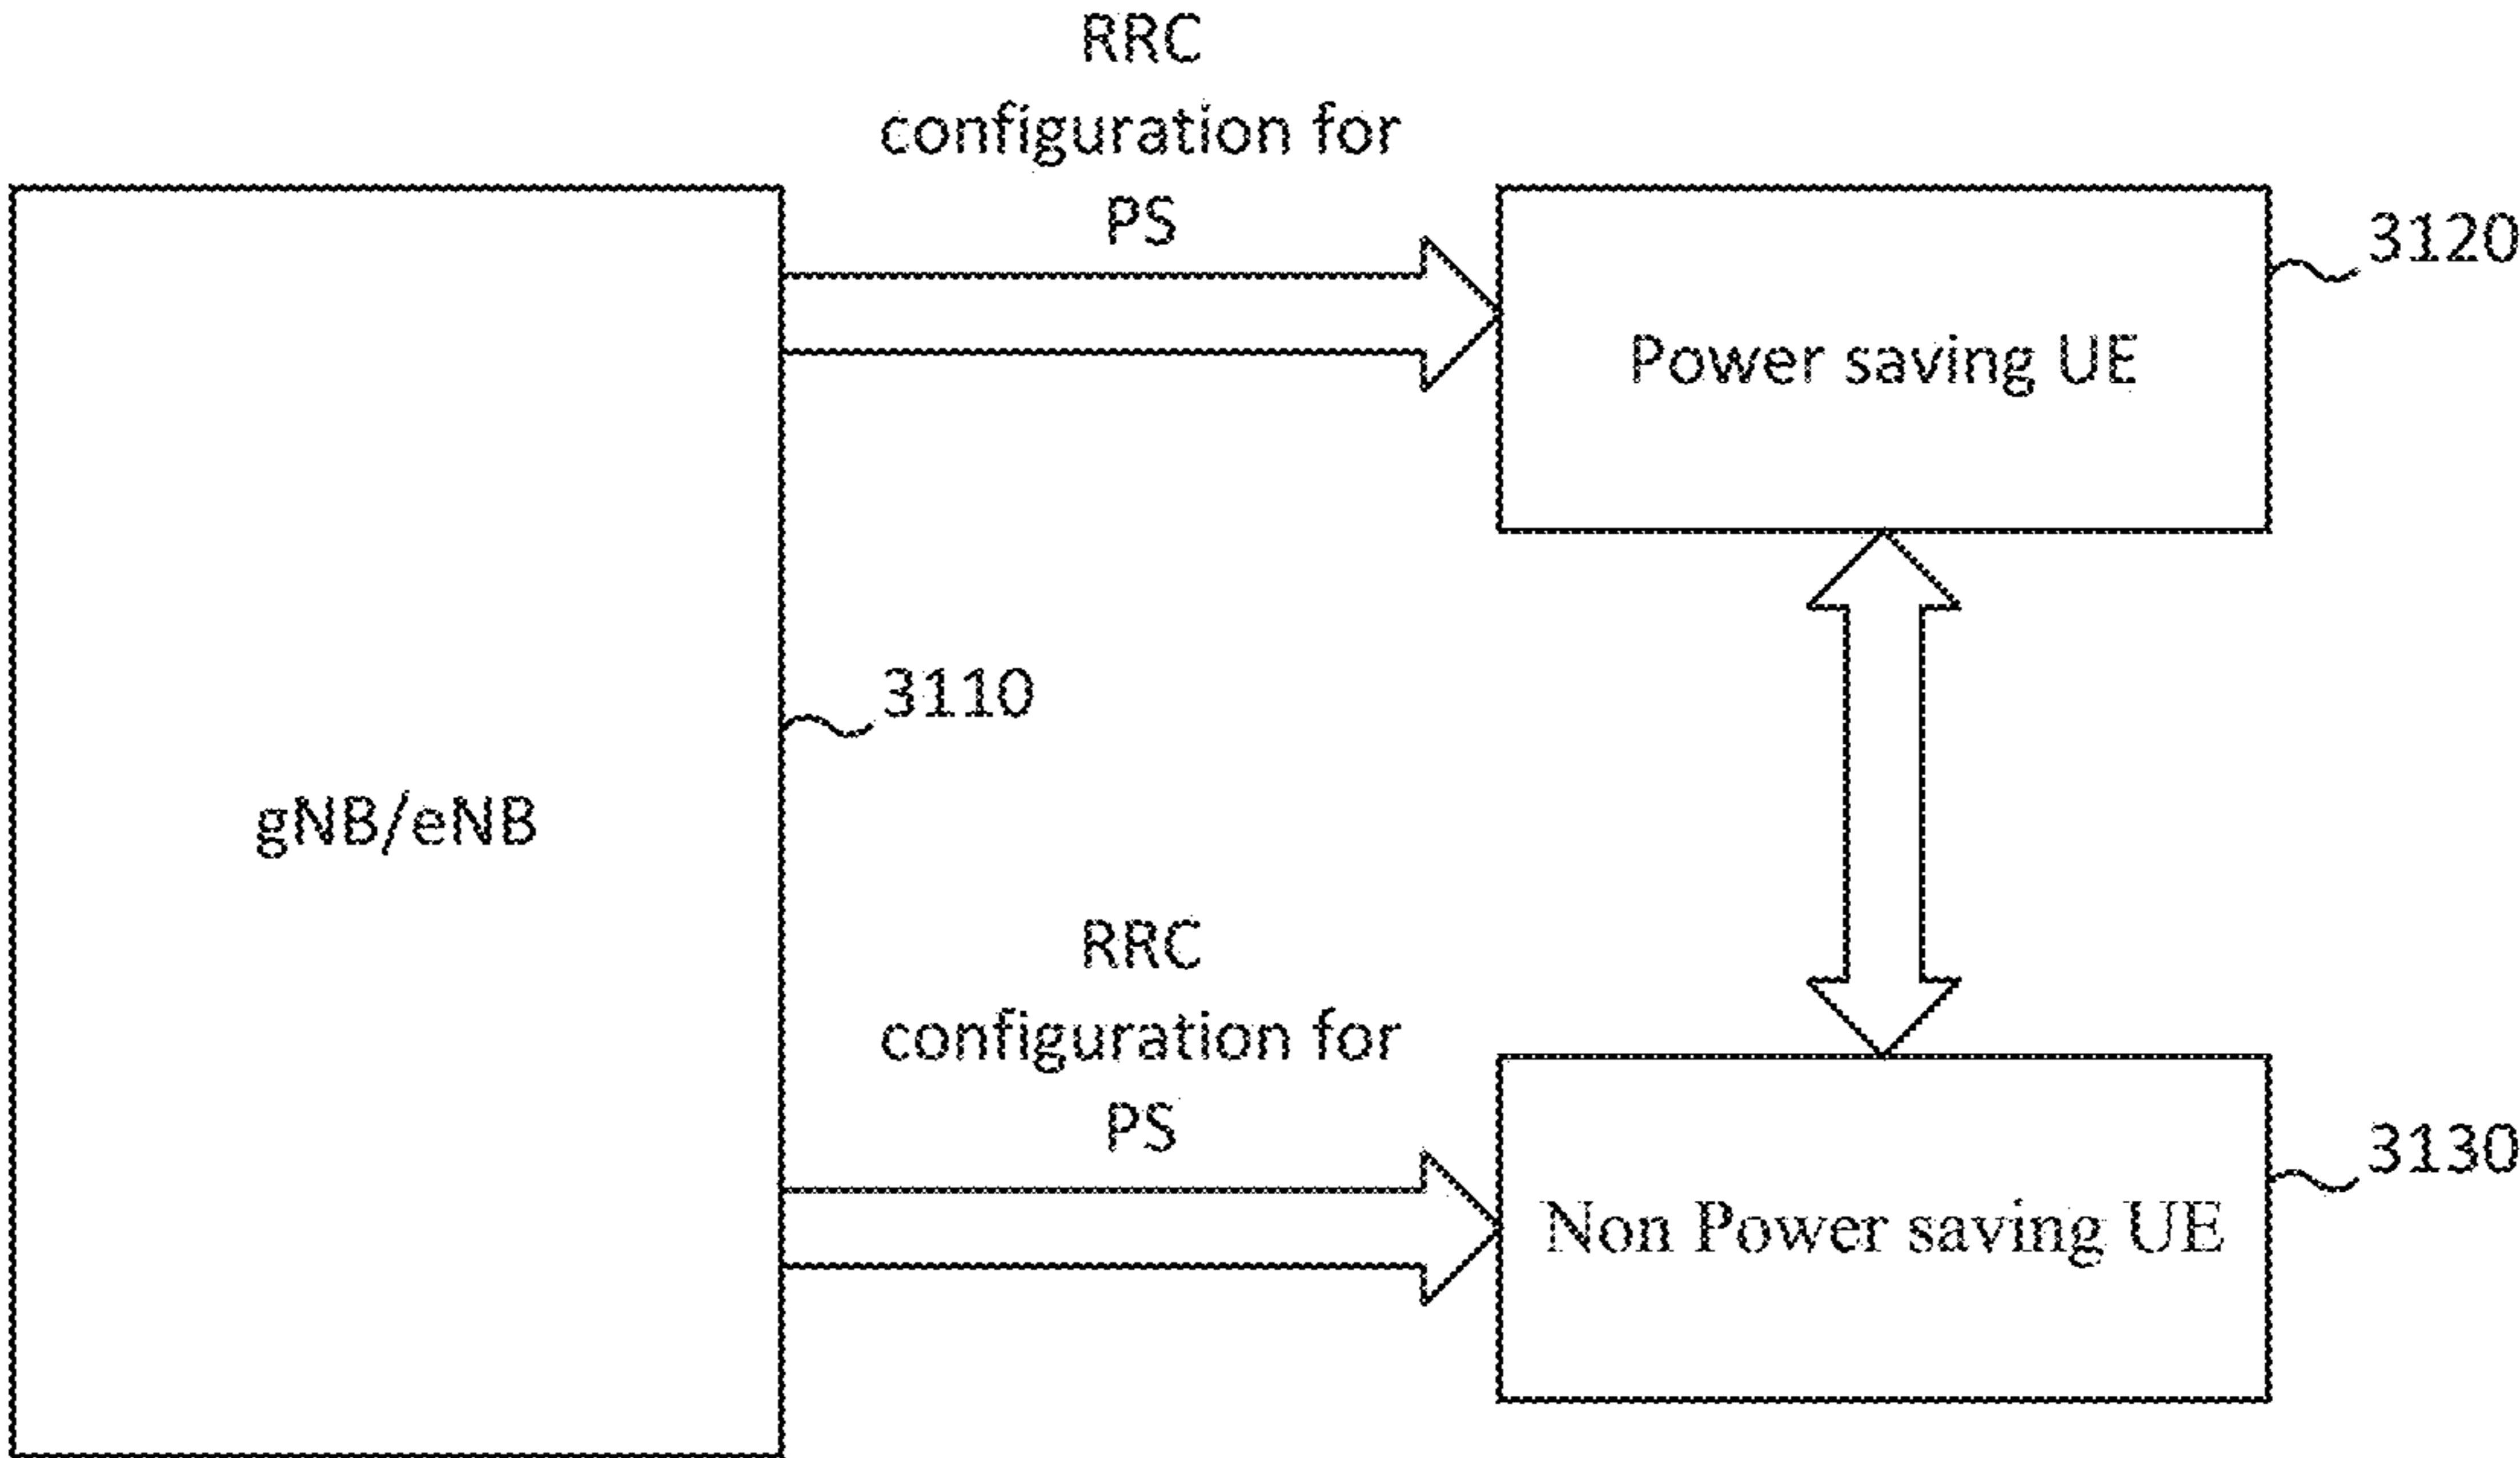 RRC
configuration for
PS
3120
Power saving UE
3110
gNB/eNB
RRC
configuration for
PS
3130
Non Power saving UE